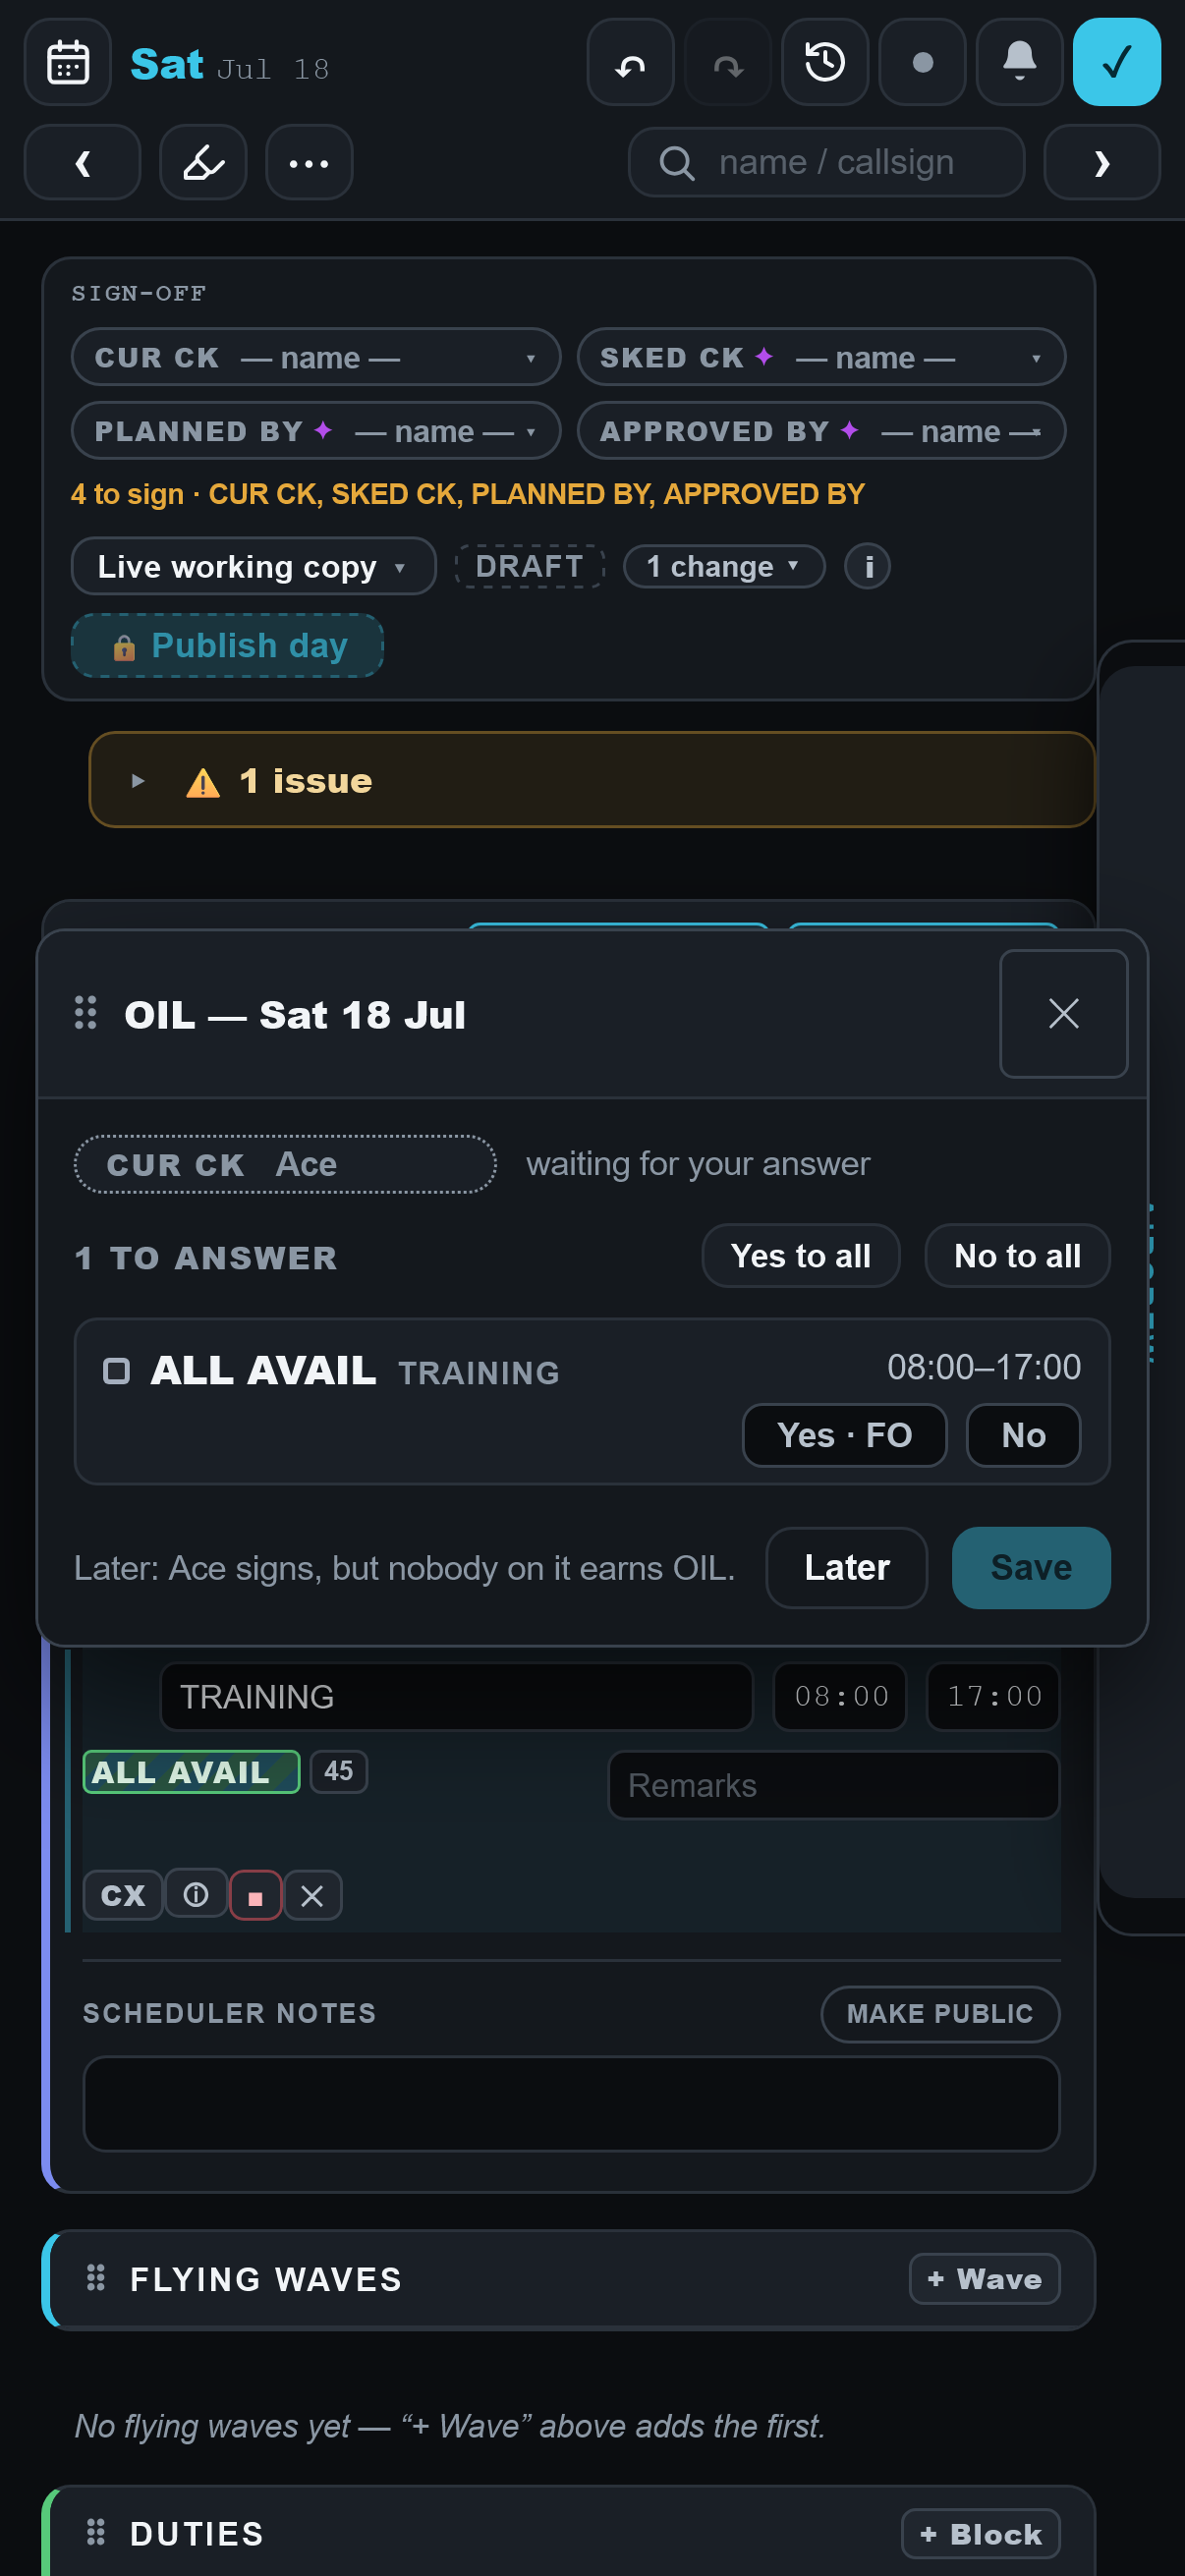 Sat Jul 18
name / callsign
SIGN-OFF
CUR CK — name —
SKED CK — name —
PLANNED BY — name —
APPROVED BY — name —
4 to sign · CUR CK, SKED CK, PLANNED BY, APPROVED BY
Live working copy
DRAFT
1 change
i
Publish day
1 issue
OIL — Sat 18 Jul
CUR CK Ace
waiting for your answer
1 TO ANSWER
Yes to all
No to all
ALL AVAIL TRAINING
08:00–17:00
Yes · FO
No
Later: Ace signs, but nobody on it earns OIL.
Later
Save
TRAINING
08:00
17:00
ALL AVAIL
45
Remarks
CX
SCHEDULER NOTES
MAKE PUBLIC
FLYING WAVES
+ Wave
No flying waves yet — “+ Wave” above adds the first.
DUTIES
+ Block